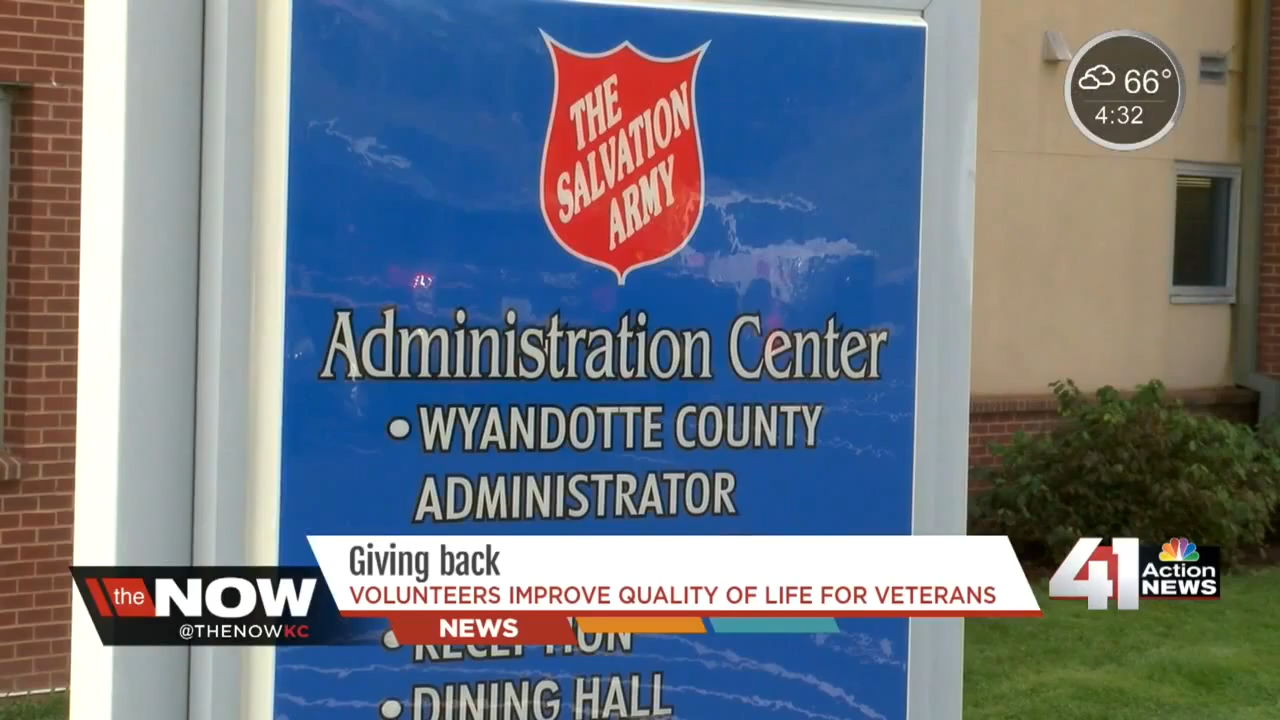 THE
SALVATION
ARMY
66°
4:32
Administration Center
• WYANDOTTE COUNTY
ADMINISTRATOR
Giving back
VOLUNTEERS IMPROVE QUALITY OF LIFE FOR VETERANS
the NOW
@THENOWKC
NEWS
41 Action
NEWS
• RECEPTION
• DINING HALL